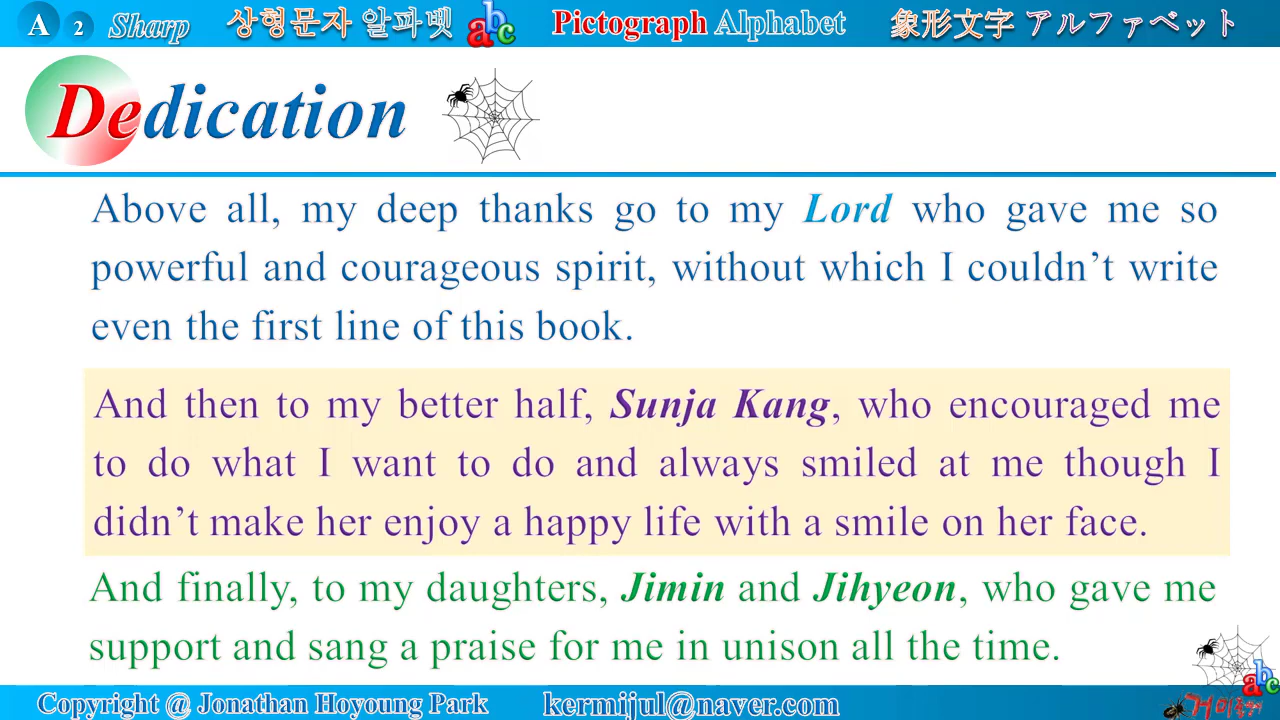 A 2 Sharp 상형문자 알파벳 abc Pictograph Alphabet 象形文字 アルファベット
Dedication
Above all, my deep thanks go to my Lord who gave me so
powerful and courageous spirit, without which I couldn't write
even the first line of this book.
And then to my better half, Sunja Kang, who encouraged me
to do what I want to do and always smiled at me though I
didn't make her enjoy a happy life with a smile on her face.
And finally, to my daughters, Jimin and Jihyeon, who gave me
support and sang a praise for me in unison all the time.
abc
Copyright @ Jonathan Hoyoung Park kermijul@naver.com